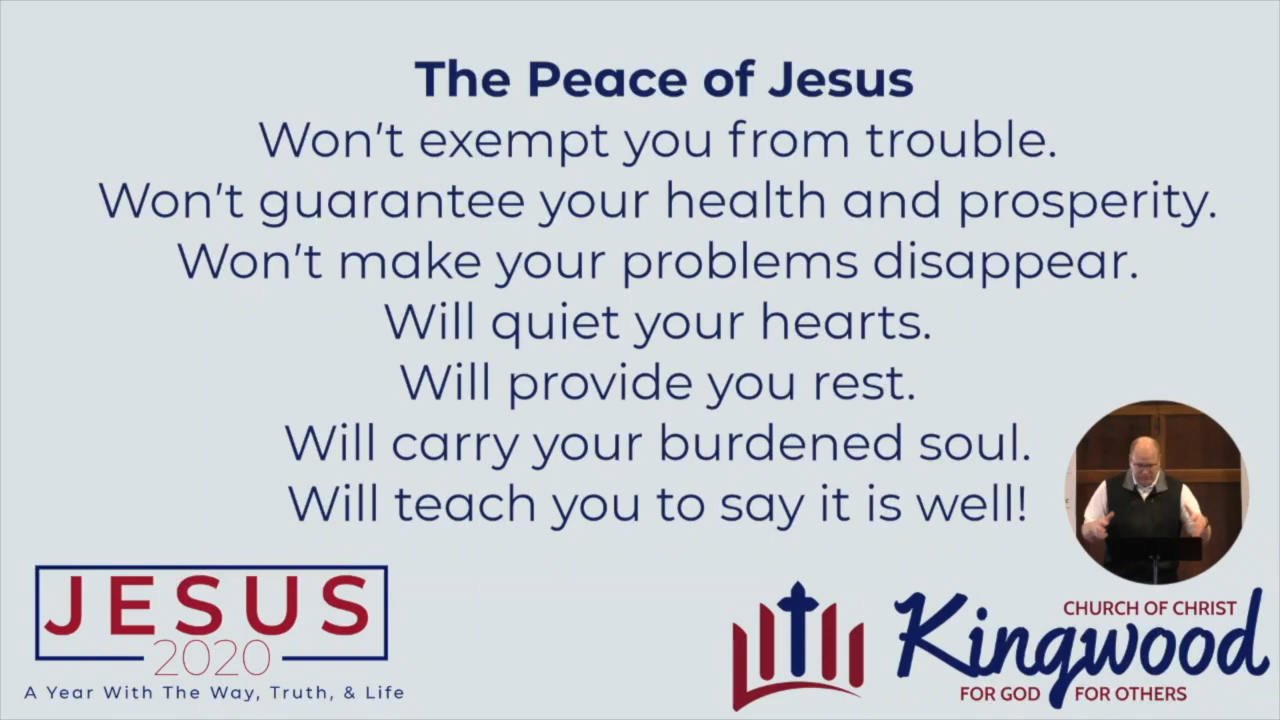 The Peace of Jesus
Won't exempt you from trouble.
Won't guarantee your health and prosperity.
Won't make your problems disappear.
Will quiet your hearts.
Will provide you rest.
Will carry your burdened soul.
Will teach you to say it is well!
JESUS
2020
A Year With The Way, Truth, & Life
CHURCH OF CHRIST
Kingwood
FOR GOD FOR OTHERS